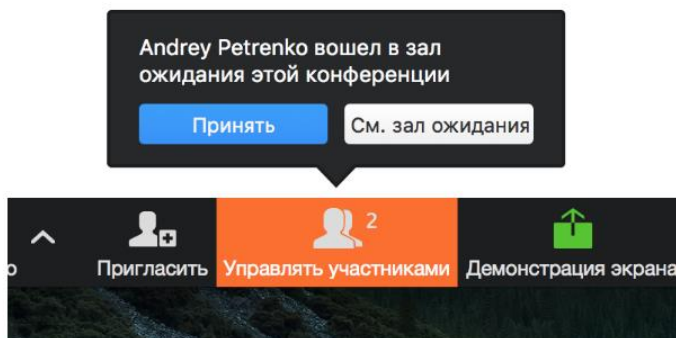 Andrey Petrenko вошел в зал
ожидания этой конференции
Принять См. зал ожидания
2
о Пригласить Управлять участниками Демонстрация экрана